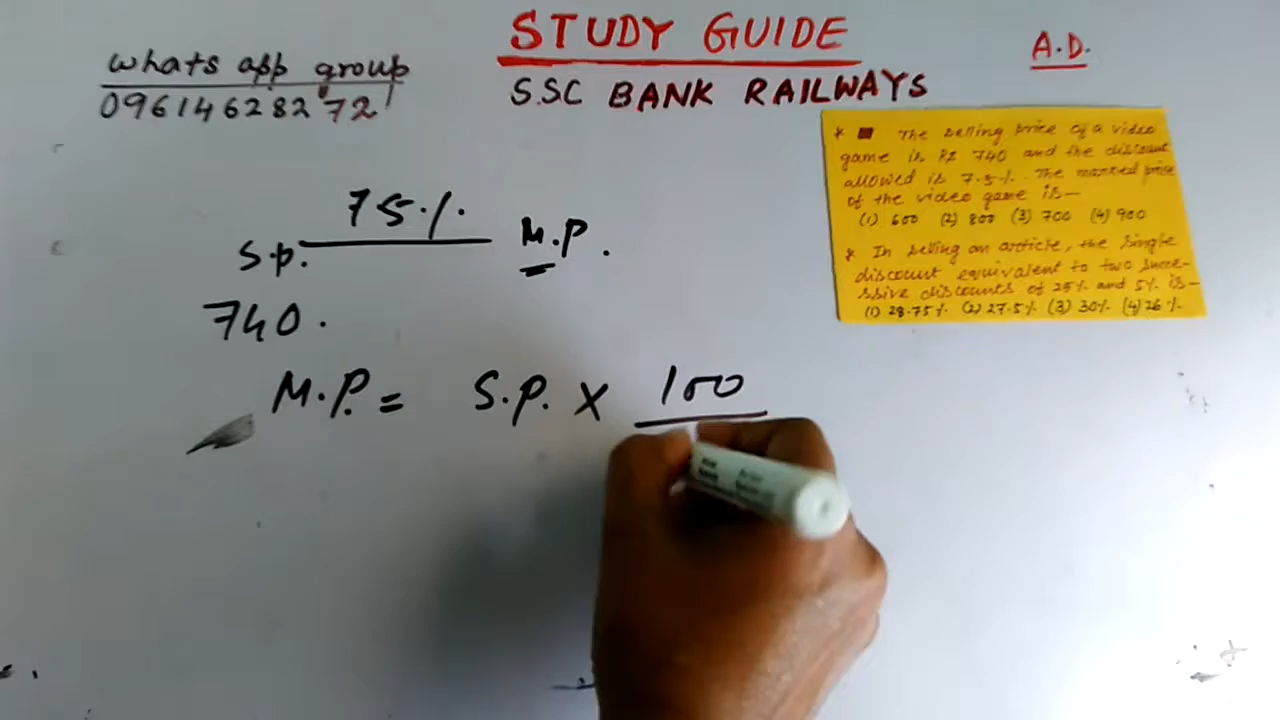 STUDY GUIDE
A.D.
whats app group
09614628272
SSC BANK RAILWAYS
* The selling price of a video
game is Rs 740 and the discount
allowed is 7.5%. The marked price
of the video game is—
(1) 600 (2) 800 (3) 700 (4) 900
* In selling an article, the single
discount equivalent to two succe-
ssive discounts of 25% and 5% is—
(1) 28.75% (2) 27.5% (3) 30% (4) 26%
75%
S.P. M.P.
740.
M.P. = S.P. × 100